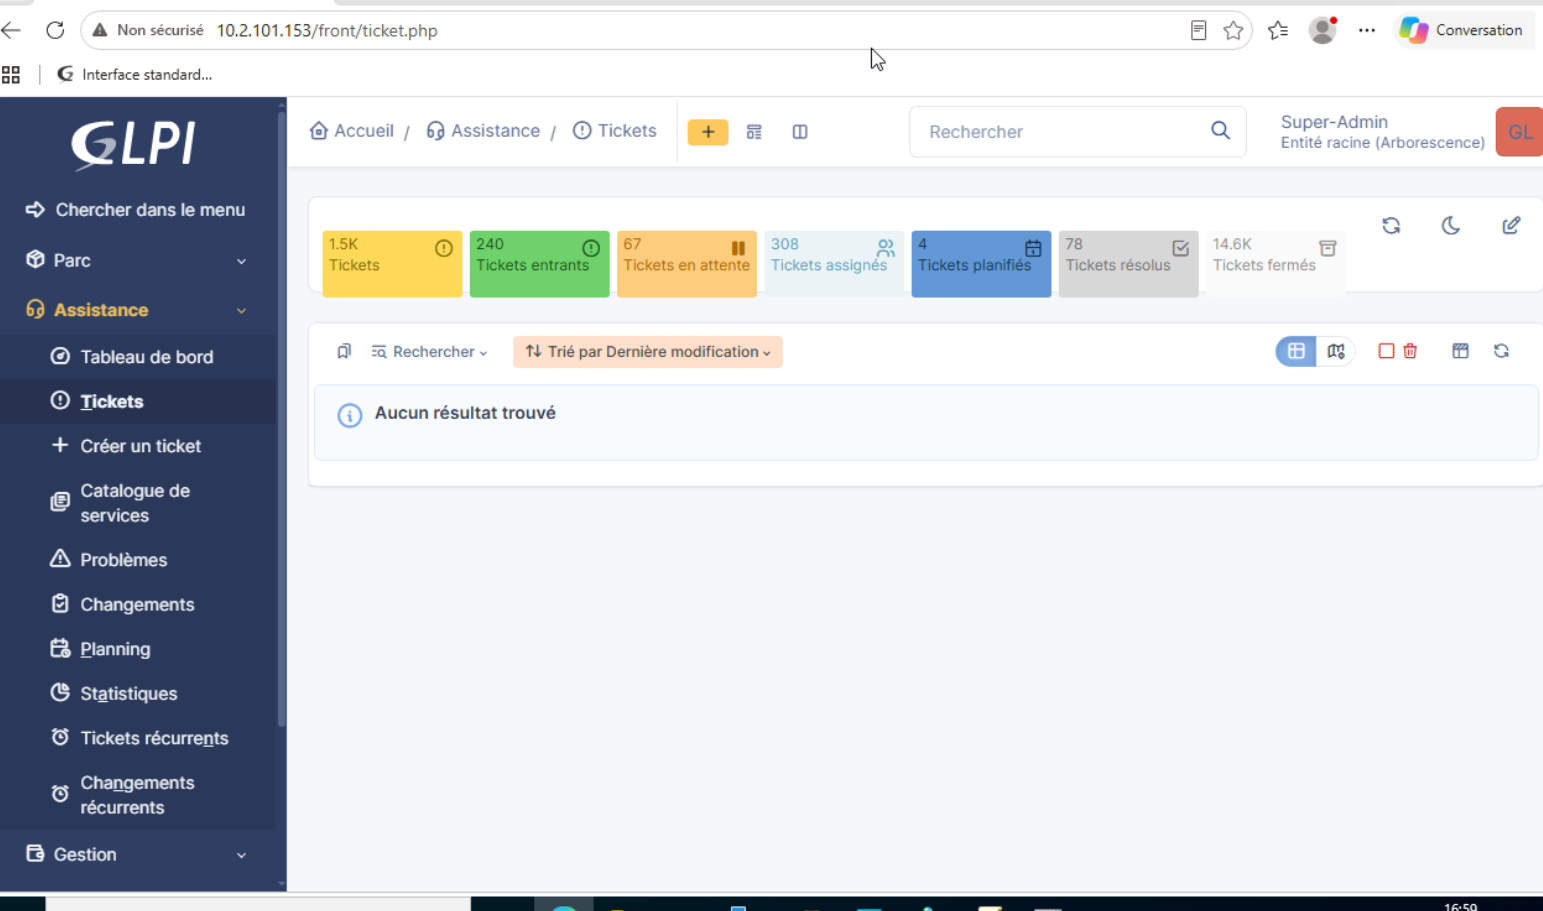 Non sécurisé 10.2.101.153/front/ticket.php
Conversation
Interface standard...
GLPI
Chercher dans le menu
Parc
Assistance
Tableau de bord
Tickets
Créer un ticket
Catalogue de
services
Problèmes
Changements
Planning
Statistiques
Tickets récurrents
Changements
récurrents
Gestion
Accueil / Assistance / Tickets
Rechercher
Super-Admin
Entité racine (Arborescence)
GL
1.5K
Tickets
240
Tickets entrants
67
Tickets en attente
308
Tickets assignés
4
Tickets planifiés
78
Tickets résolus
14.6K
Tickets fermés
Rechercher
Trié par Dernière modification
Aucun résultat trouvé
16:59